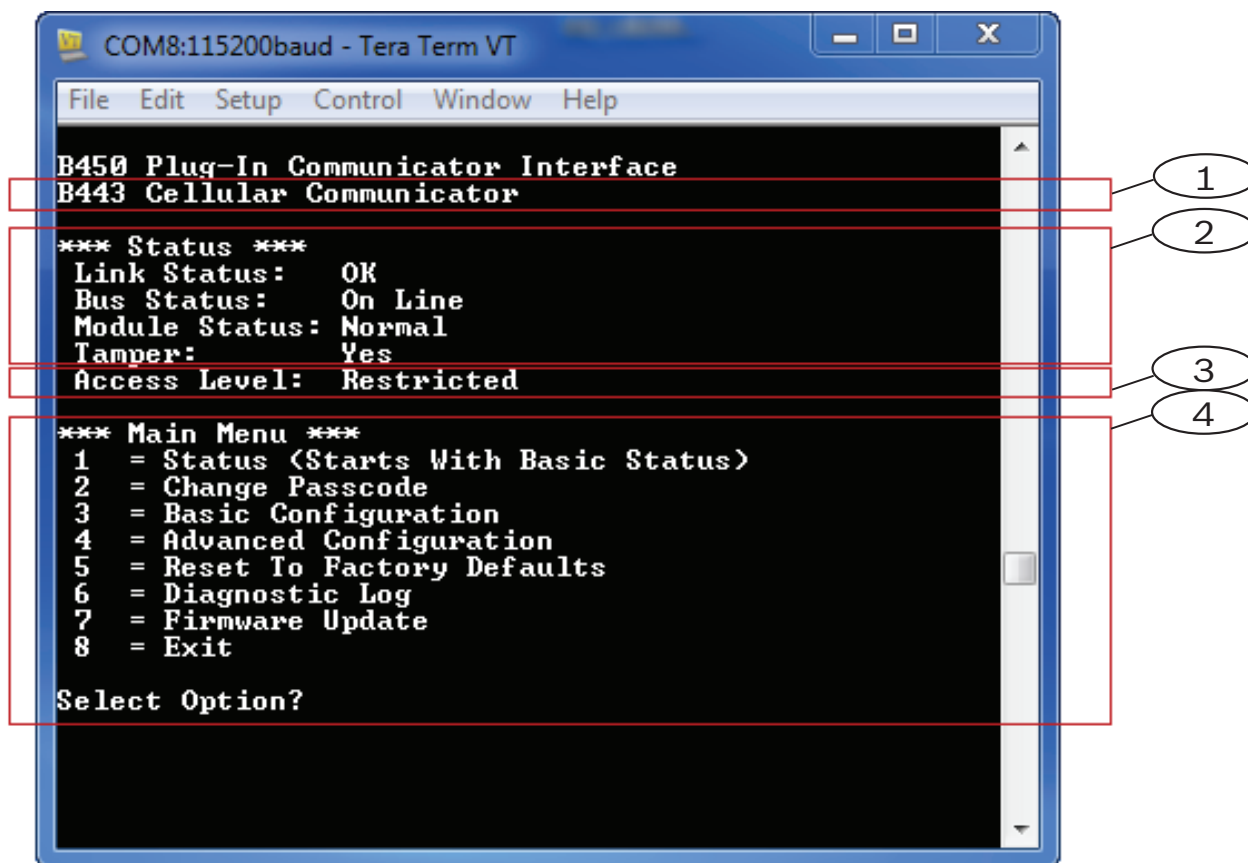 COM8:115200baud - Tera Term VT
File Edit Setup Control Window Help
B450 Plug-In Communicator Interface
B443 Cellular Communicator
*** Status ***
Link Status: OK
Bus Status: On Line
Module Status: Normal
Tamper: Yes
Access Level: Restricted
*** Main Menu ***
1 = Status (Starts With Basic Status)
2 = Change Passcode
3 = Basic Configuration
4 = Advanced Configuration
5 = Reset To Factory Defaults
6 = Diagnostic Log
7 = Firmware Update
8 = Exit
Select Option?
1
2
3
4